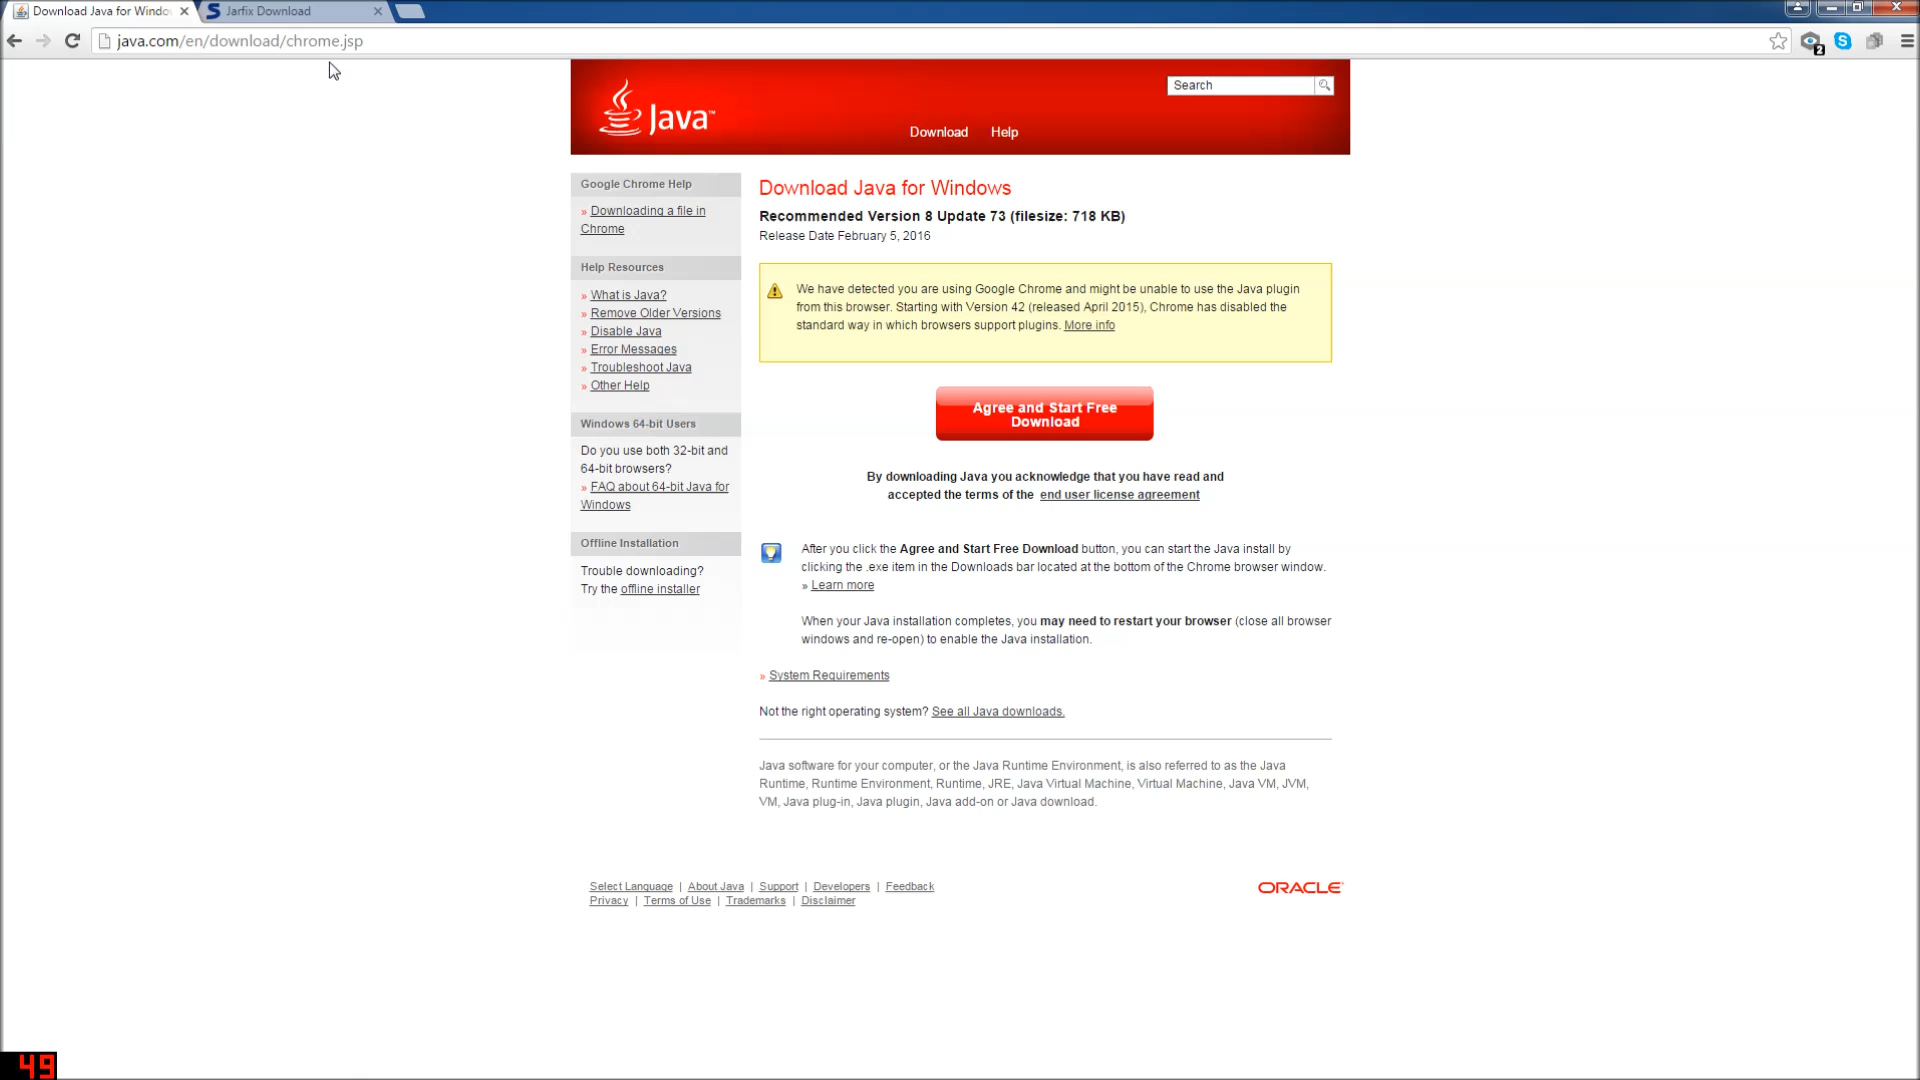 Download Java for Windo
Jarfix Download
java.com/en/download/chrome.jsp
2
Java™
Search
Download Help
Google Chrome Help
» Downloading a file in
Chrome
Help Resources
» What is Java?
» Remove Older Versions
» Disable Java
» Error Messages
» Troubleshoot Java
» Other Help
Windows 64-bit Users
Do you use both 32-bit and
64-bit browsers?
» FAQ about 64-bit Java for
Windows
Offline Installation
Trouble downloading?
Try the offline installer
Download Java for Windows
Recommended Version 8 Update 73 (filesize: 718 KB)
Release Date February 5, 2016
We have detected you are using Google Chrome and might be unable to use the Java plugin
from this browser. Starting with Version 42 (released April 2015), Chrome has disabled the
standard way in which browsers support plugins. More info
Agree and Start Free
Download
By downloading Java you acknowledge that you have read and
accepted the terms of the end user license agreement
After you click the Agree and Start Free Download button, you can start the Java install by
clicking the .exe item in the Downloads bar located at the bottom of the Chrome browser window.
» Learn more
When your Java installation completes, you may need to restart your browser (close all browser
windows and re-open) to enable the Java installation.
» System Requirements
Not the right operating system? See all Java downloads.
Java software for your computer, or the Java Runtime Environment, is also referred to as the Java
Runtime, Runtime Environment, Runtime, JRE, Java Virtual Machine, Virtual Machine, Java VM, JVM,
VM, Java plug-in, Java plugin, Java add-on or Java download.
Select Language | About Java | Support | Developers | Feedback
Privacy | Terms of Use | Trademarks | Disclaimer
ORACLE
49